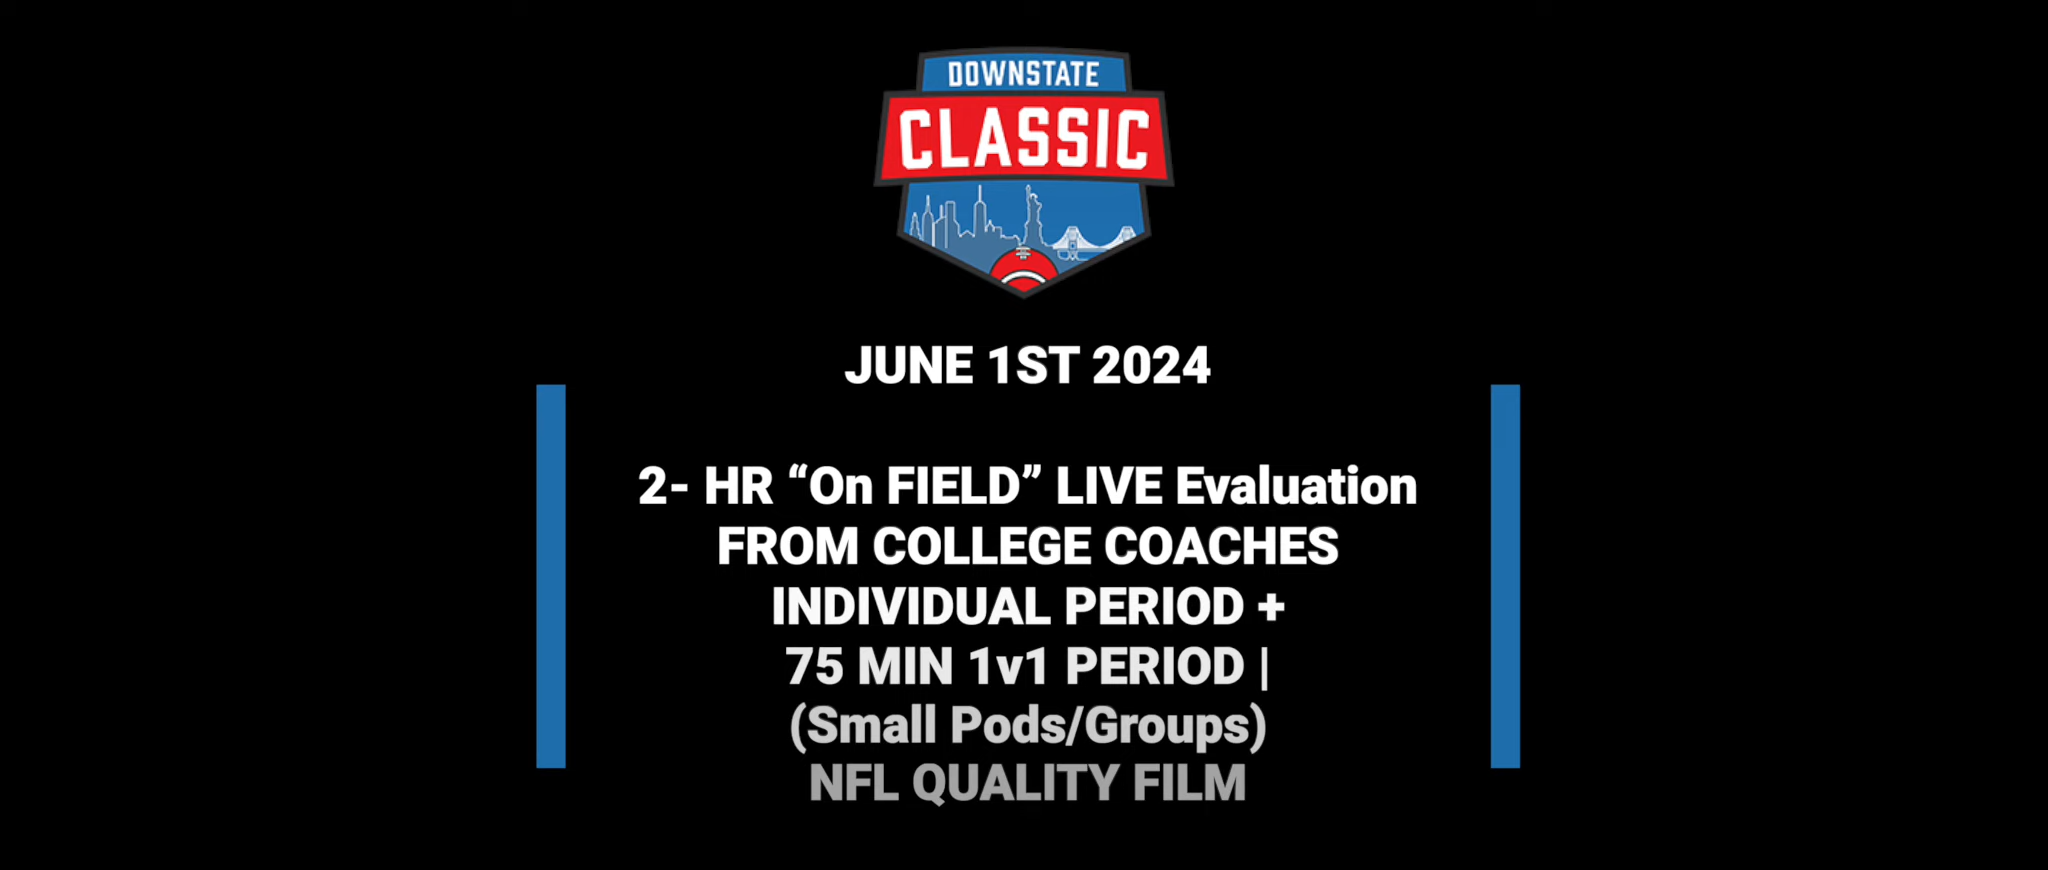 DOWNSTATE
CLASSIC
JUNE 1ST 2024
2- HR “On FIELD” LIVE Evaluation
FROM COLLEGE COACHES
INDIVIDUAL PERIOD +
75 MIN 1v1 PERIOD |
(Small Pods/Groups)
NFL QUALITY FILM